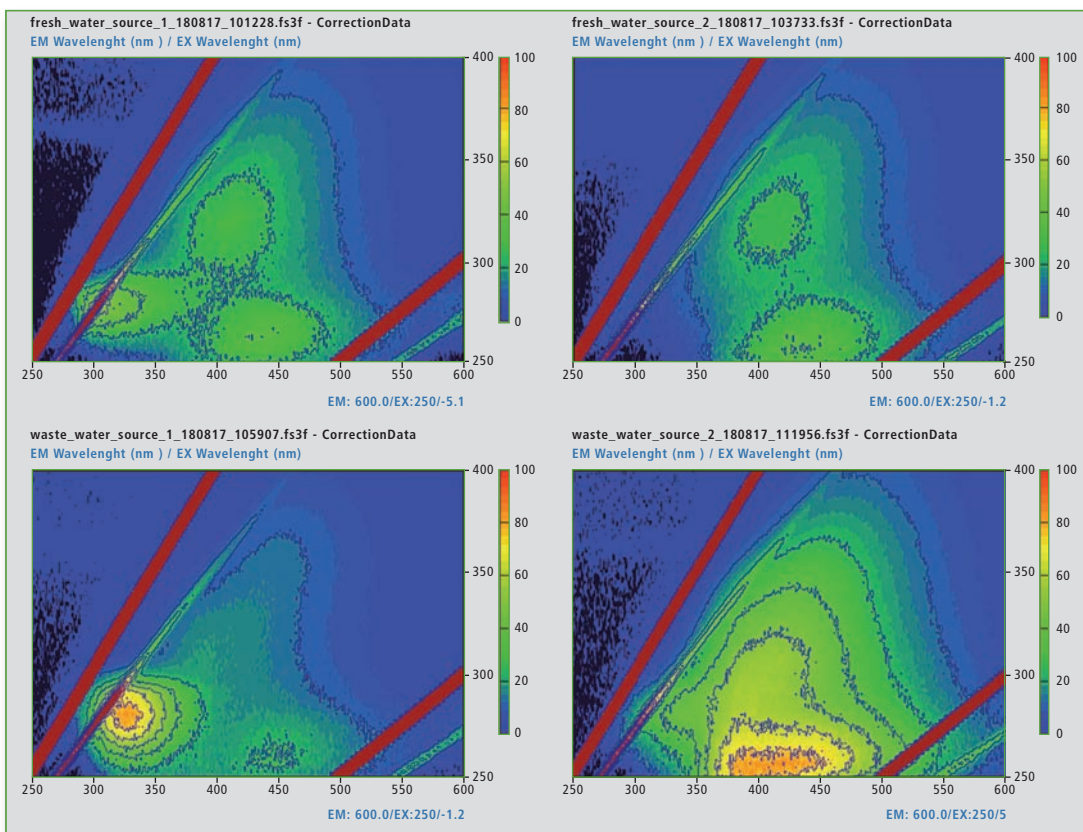 fresh_water_source_1_180817_101228.fs3f - CorrectionData
EM Wavelenght (nm ) / EX Wavelenght (nm)
400
350
300
250
100
80
60
40
20
0
250 300 350 400 450 500 550 600
EM: 600.0/EX:250/-5.1
fresh_water_source_2_180817_103733.fs3f - CorrectionData
EM Wavelenght (nm ) / EX Wavelenght (nm)
400
350
300
250
100
80
60
40
20
0
250 300 350 400 450 500 550 600
EM: 600.0/EX:250/-1.2
waste_water_source_1_180817_105907.fs3f - CorrectionData
EM Wavelenght (nm ) / EX Wavelenght (nm)
400
350
300
250
100
80
60
40
20
0
250 300 350 400 450 500 550 600
EM: 600.0/EX:250/-1.2
waste_water_source_2_180817_111956.fs3f - CorrectionData
EM Wavelenght (nm ) / EX Wavelenght (nm)
400
350
300
250
100
80
60
40
20
0
250 300 350 400 450 500 550 600
EM: 600.0/EX:250/5